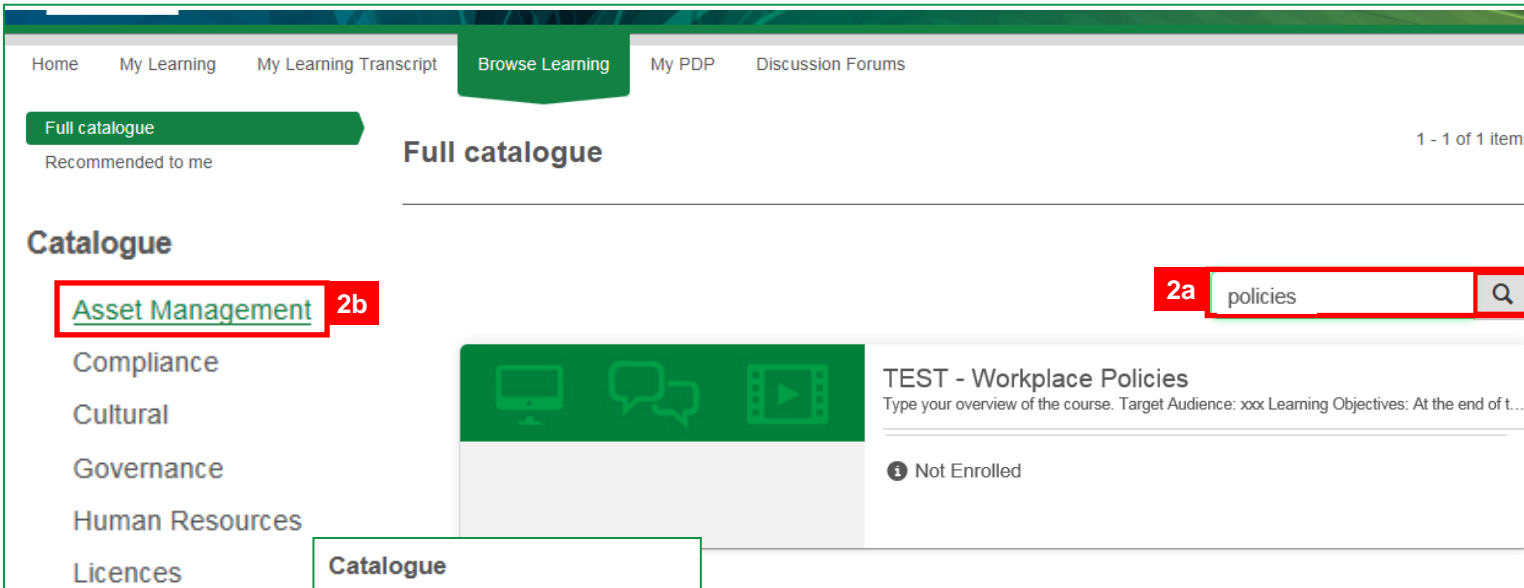 Home My Learning My Learning Transcript Browse Learning My PDP Discussion Forums
Full catalogue
Recommended to me
Full catalogue
1 - 1 of 1 item
Catalogue
Asset Management 2b
Compliance
Cultural
Governance
Human Resources
Licences
2a policies
TEST - Workplace Policies
Type your overview of the course. Target Audience: xxx Learning Objectives: At the end of t...
Not Enrolled
Catalogue